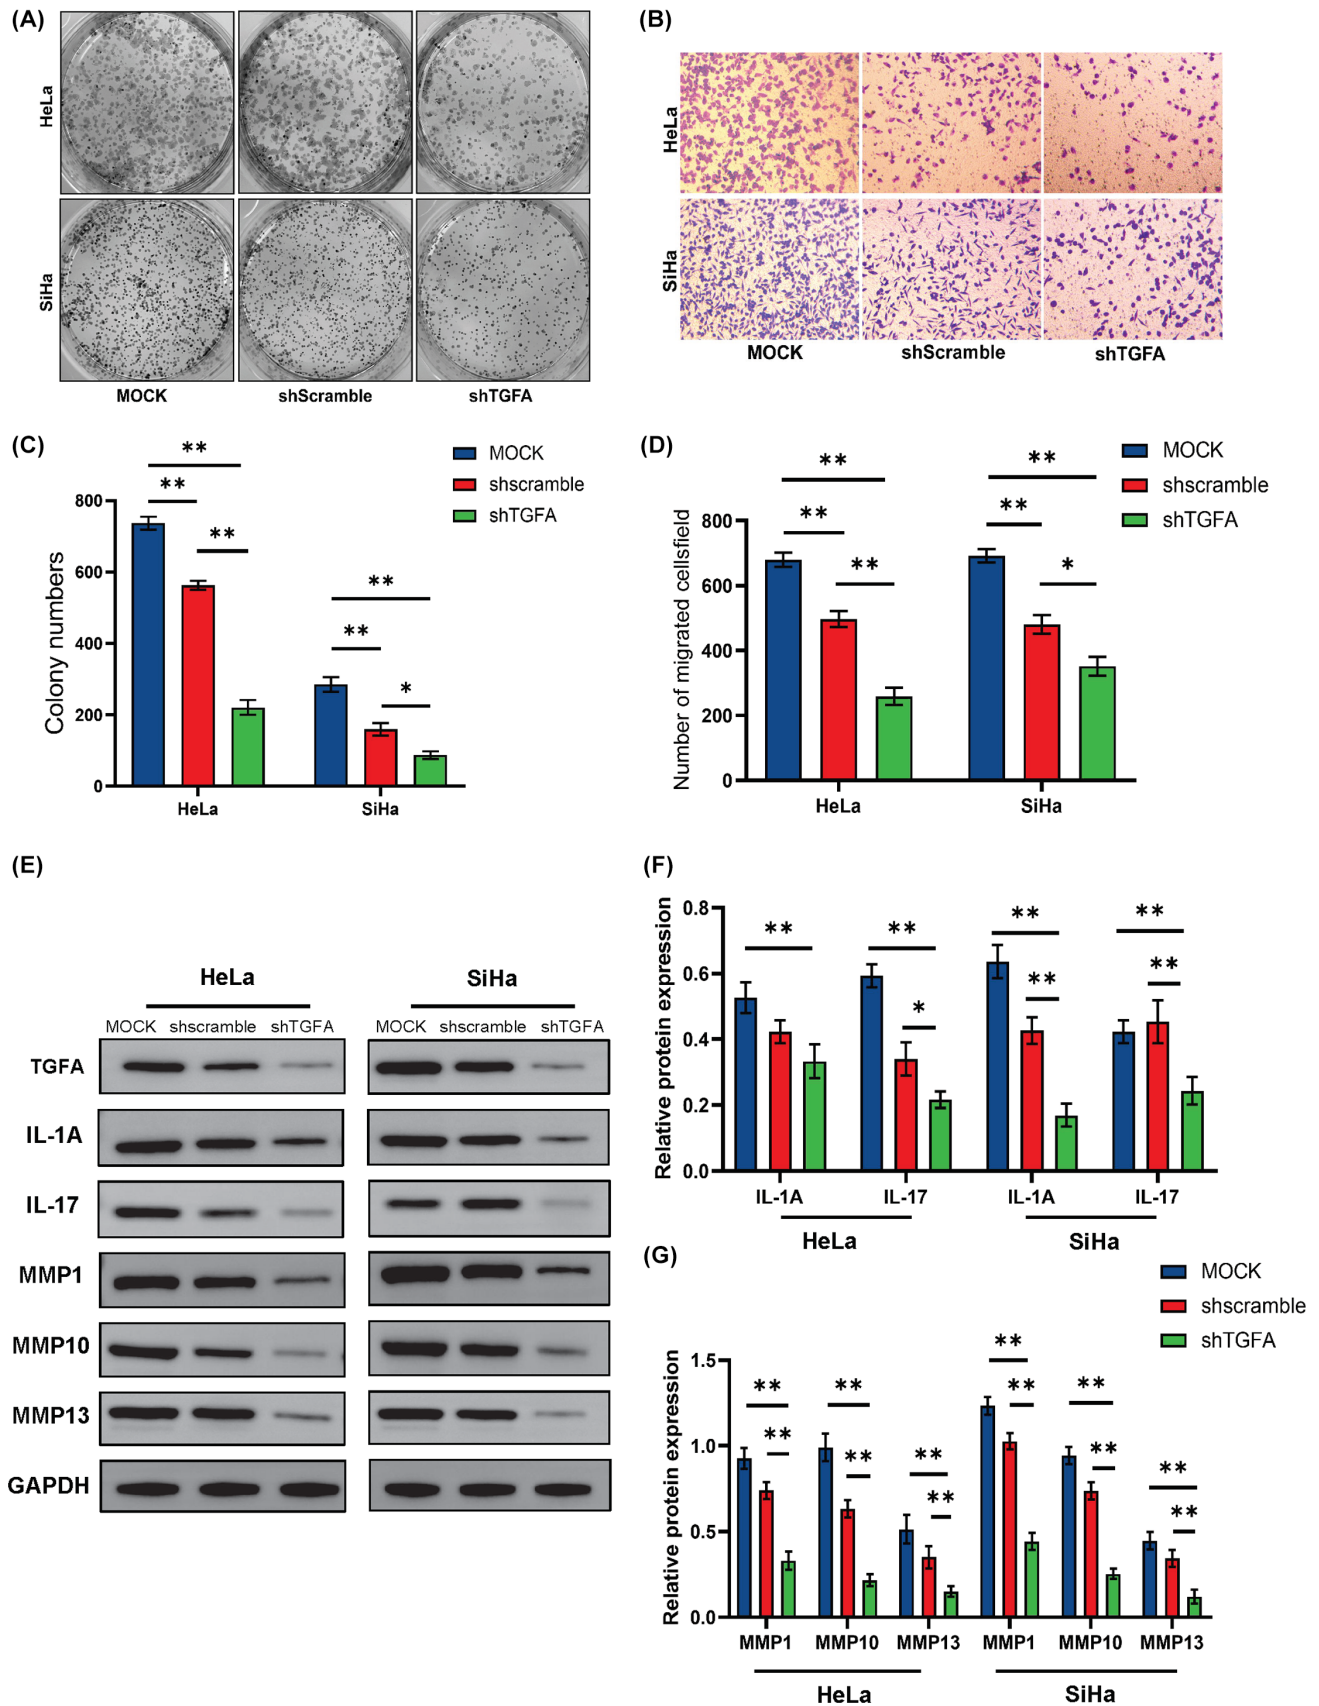 (A)
HeLa
SiHa
MOCK shScramble shTGFA
(B)
HeLa
SiHa
MOCK shScramble shTGFA
(C)
MOCK
shscramble
shTGFA
Colony numbers
800
600
400
200
0
** ** **
** ** *
HeLa SiHa
(D)
MOCK
shscramble
shTGFA
Number of migrated cellsfield
800
600
400
200
0
** ** **
** ** *
HeLa SiHa
(E)
HeLa SiHa
MOCK shscramble shTGFA MOCK shscramble shTGFA
TGFA
IL-1A
IL-17
MMP1
MMP10
MMP13
GAPDH
(F)
Relative protein expression
0.8
0.6
0.4
0.2
0.0
** ** * ** ** ** **
IL-1A IL-17 IL-1A IL-17
HeLa SiHa
(G)
MOCK
shscramble
shTGFA
Relative protein expression
1.5
1.0
0.5
0.0
** ** ** ** ** ** ** ** ** ** ** **
MMP1 MMP10 MMP13 MMP1 MMP10 MMP13
HeLa SiHa